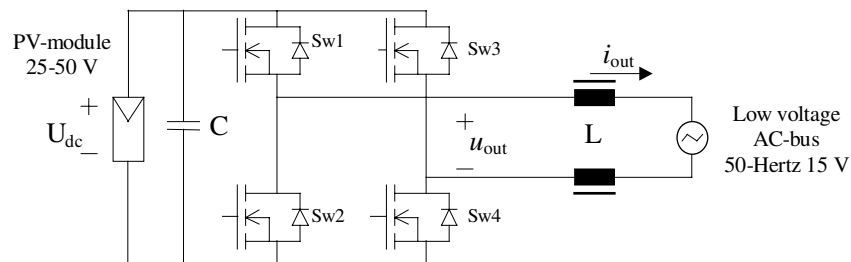 PV-module
25-50 V
+
U_dc
−
C
Sw1
Sw3
Sw2
Sw4
+
u_out
−
i_out
L
Low voltage
AC-bus
50-Hertz 15 V